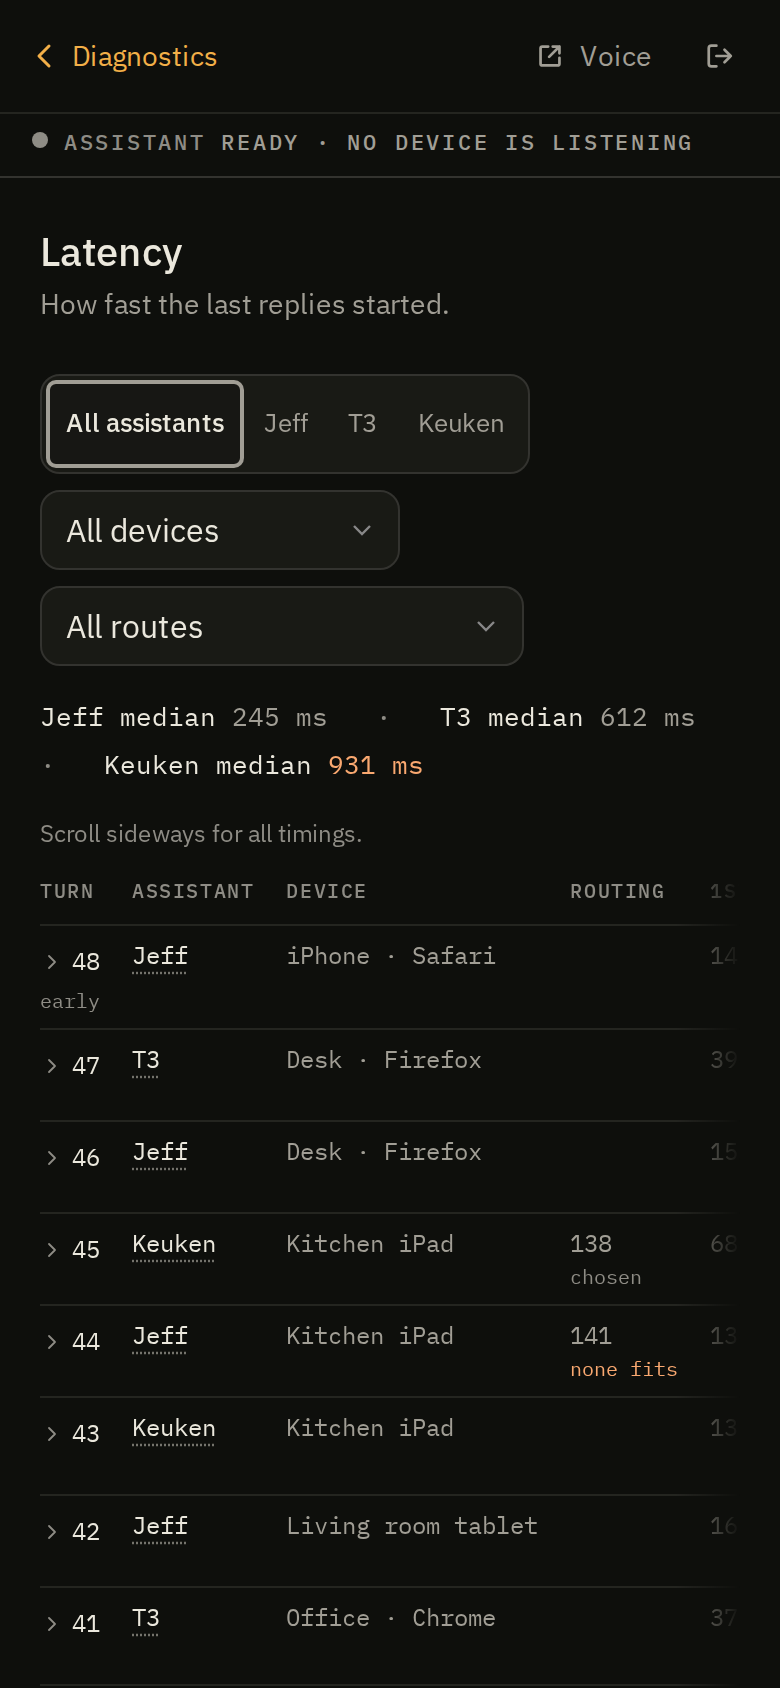 Diagnostics Voice
ASSISTANT READY · NO DEVICE IS LISTENING
Latency
How fast the last replies started.
All assistants Jeff T3 Keuken
All devices
All routes
Jeff median 245 ms · T3 median 612 ms
· Keuken median 931 ms
Scroll sideways for all timings.
TURN ASSISTANT DEVICE ROUTING
48 Jeff iPhone · Safari
early
47 T3 Desk · Firefox
46 Jeff Desk · Firefox
45 Keuken Kitchen iPad 138
chosen
44 Jeff Kitchen iPad 141
none fits
43 Keuken Kitchen iPad
42 Jeff Living room tablet
41 T3 Office · Chrome